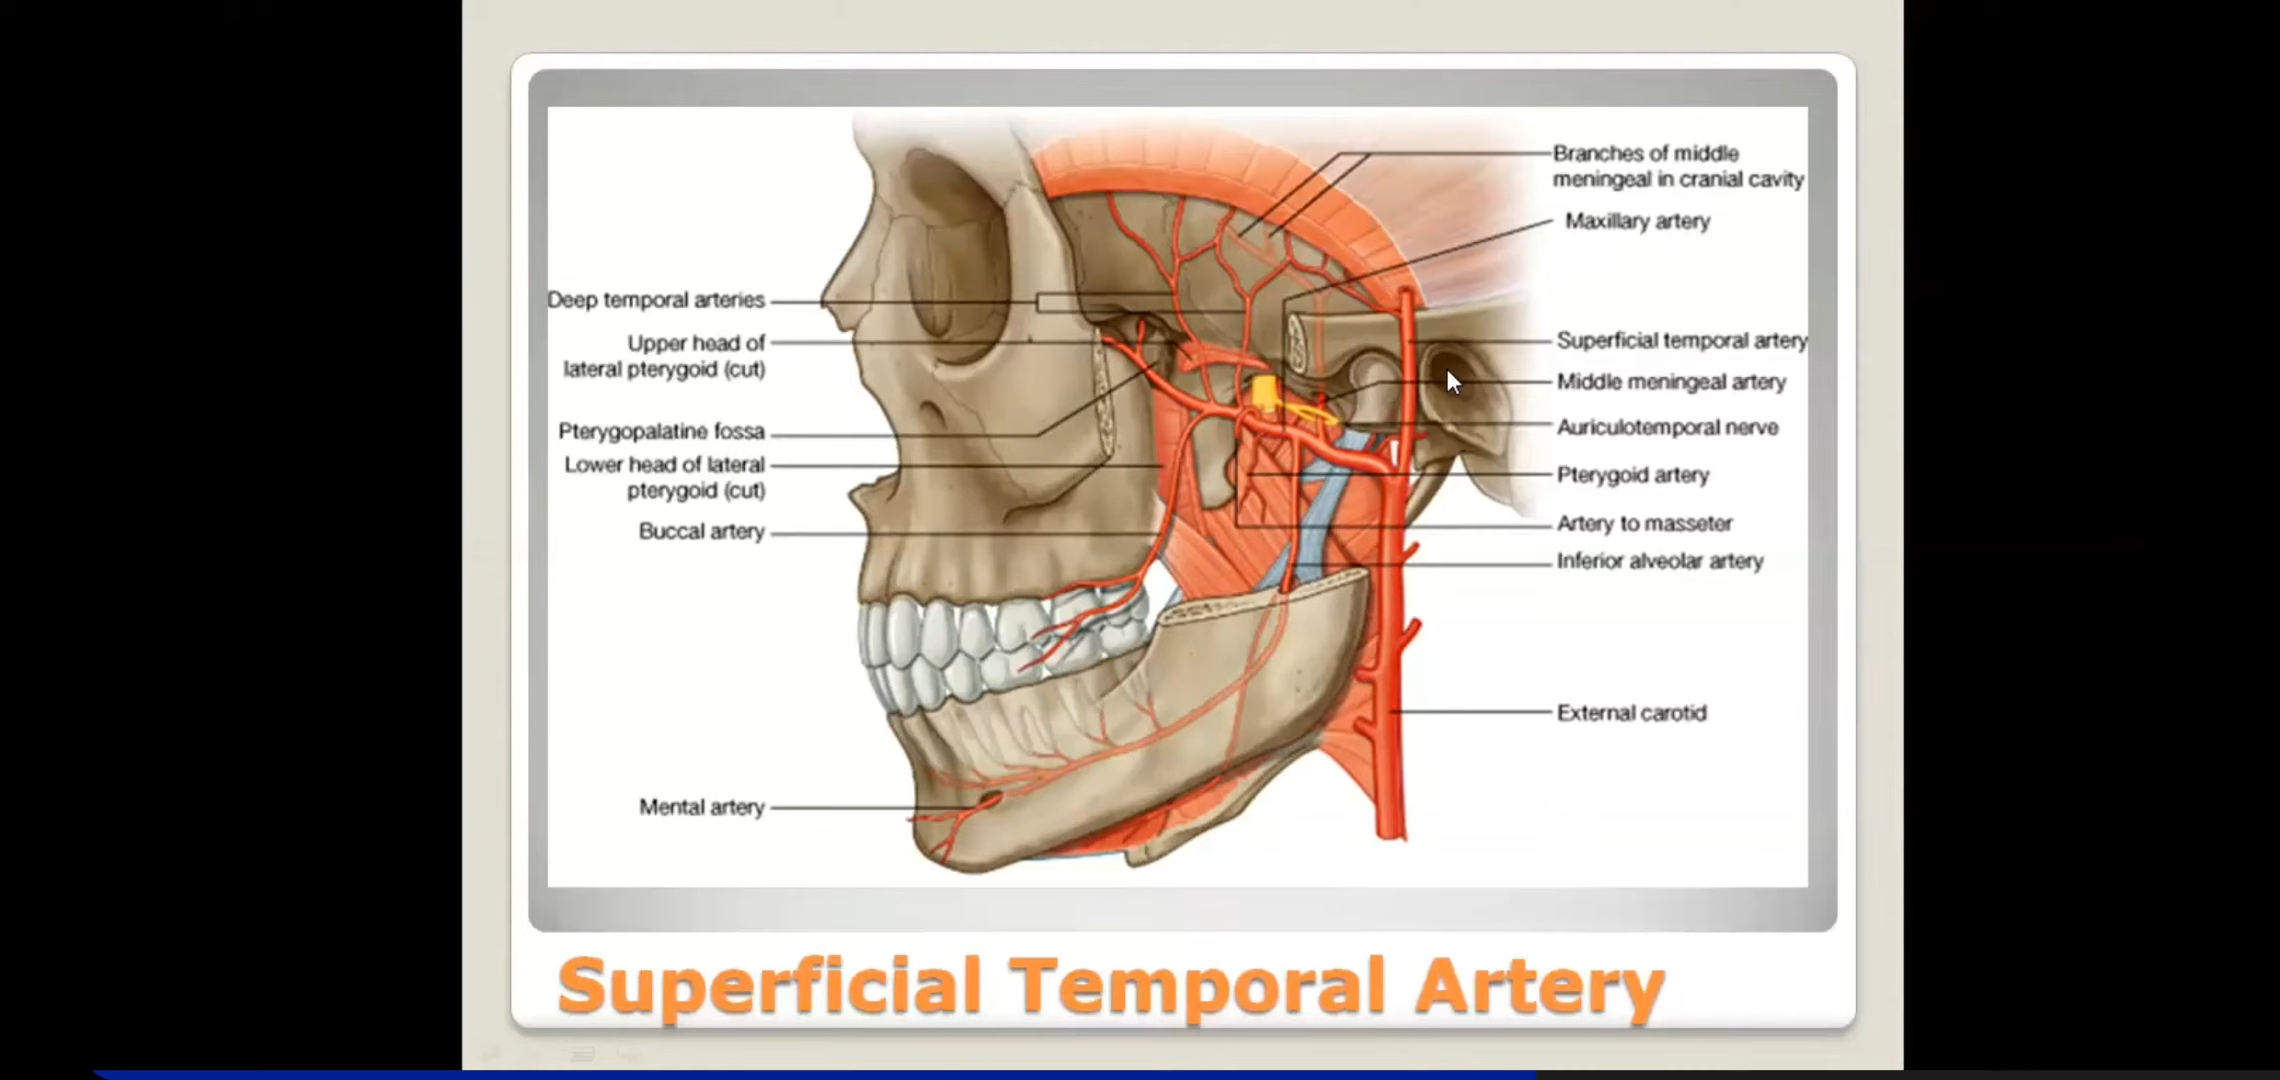 Branches of middle
meningeal in cranial cavity
Maxillary artery
Deep temporal arteries
Upper head of
lateral pterygoid (cut)
Pterygopalatine fossa
Lower head of lateral
pterygoid (cut)
Buccal artery
Mental artery
Superficial temporal artery
Middle meningeal artery
Auriculotemporal nerve
Pterygoid artery
Artery to masseter
Inferior alveolar artery
External carotid
Superficial Temporal Artery